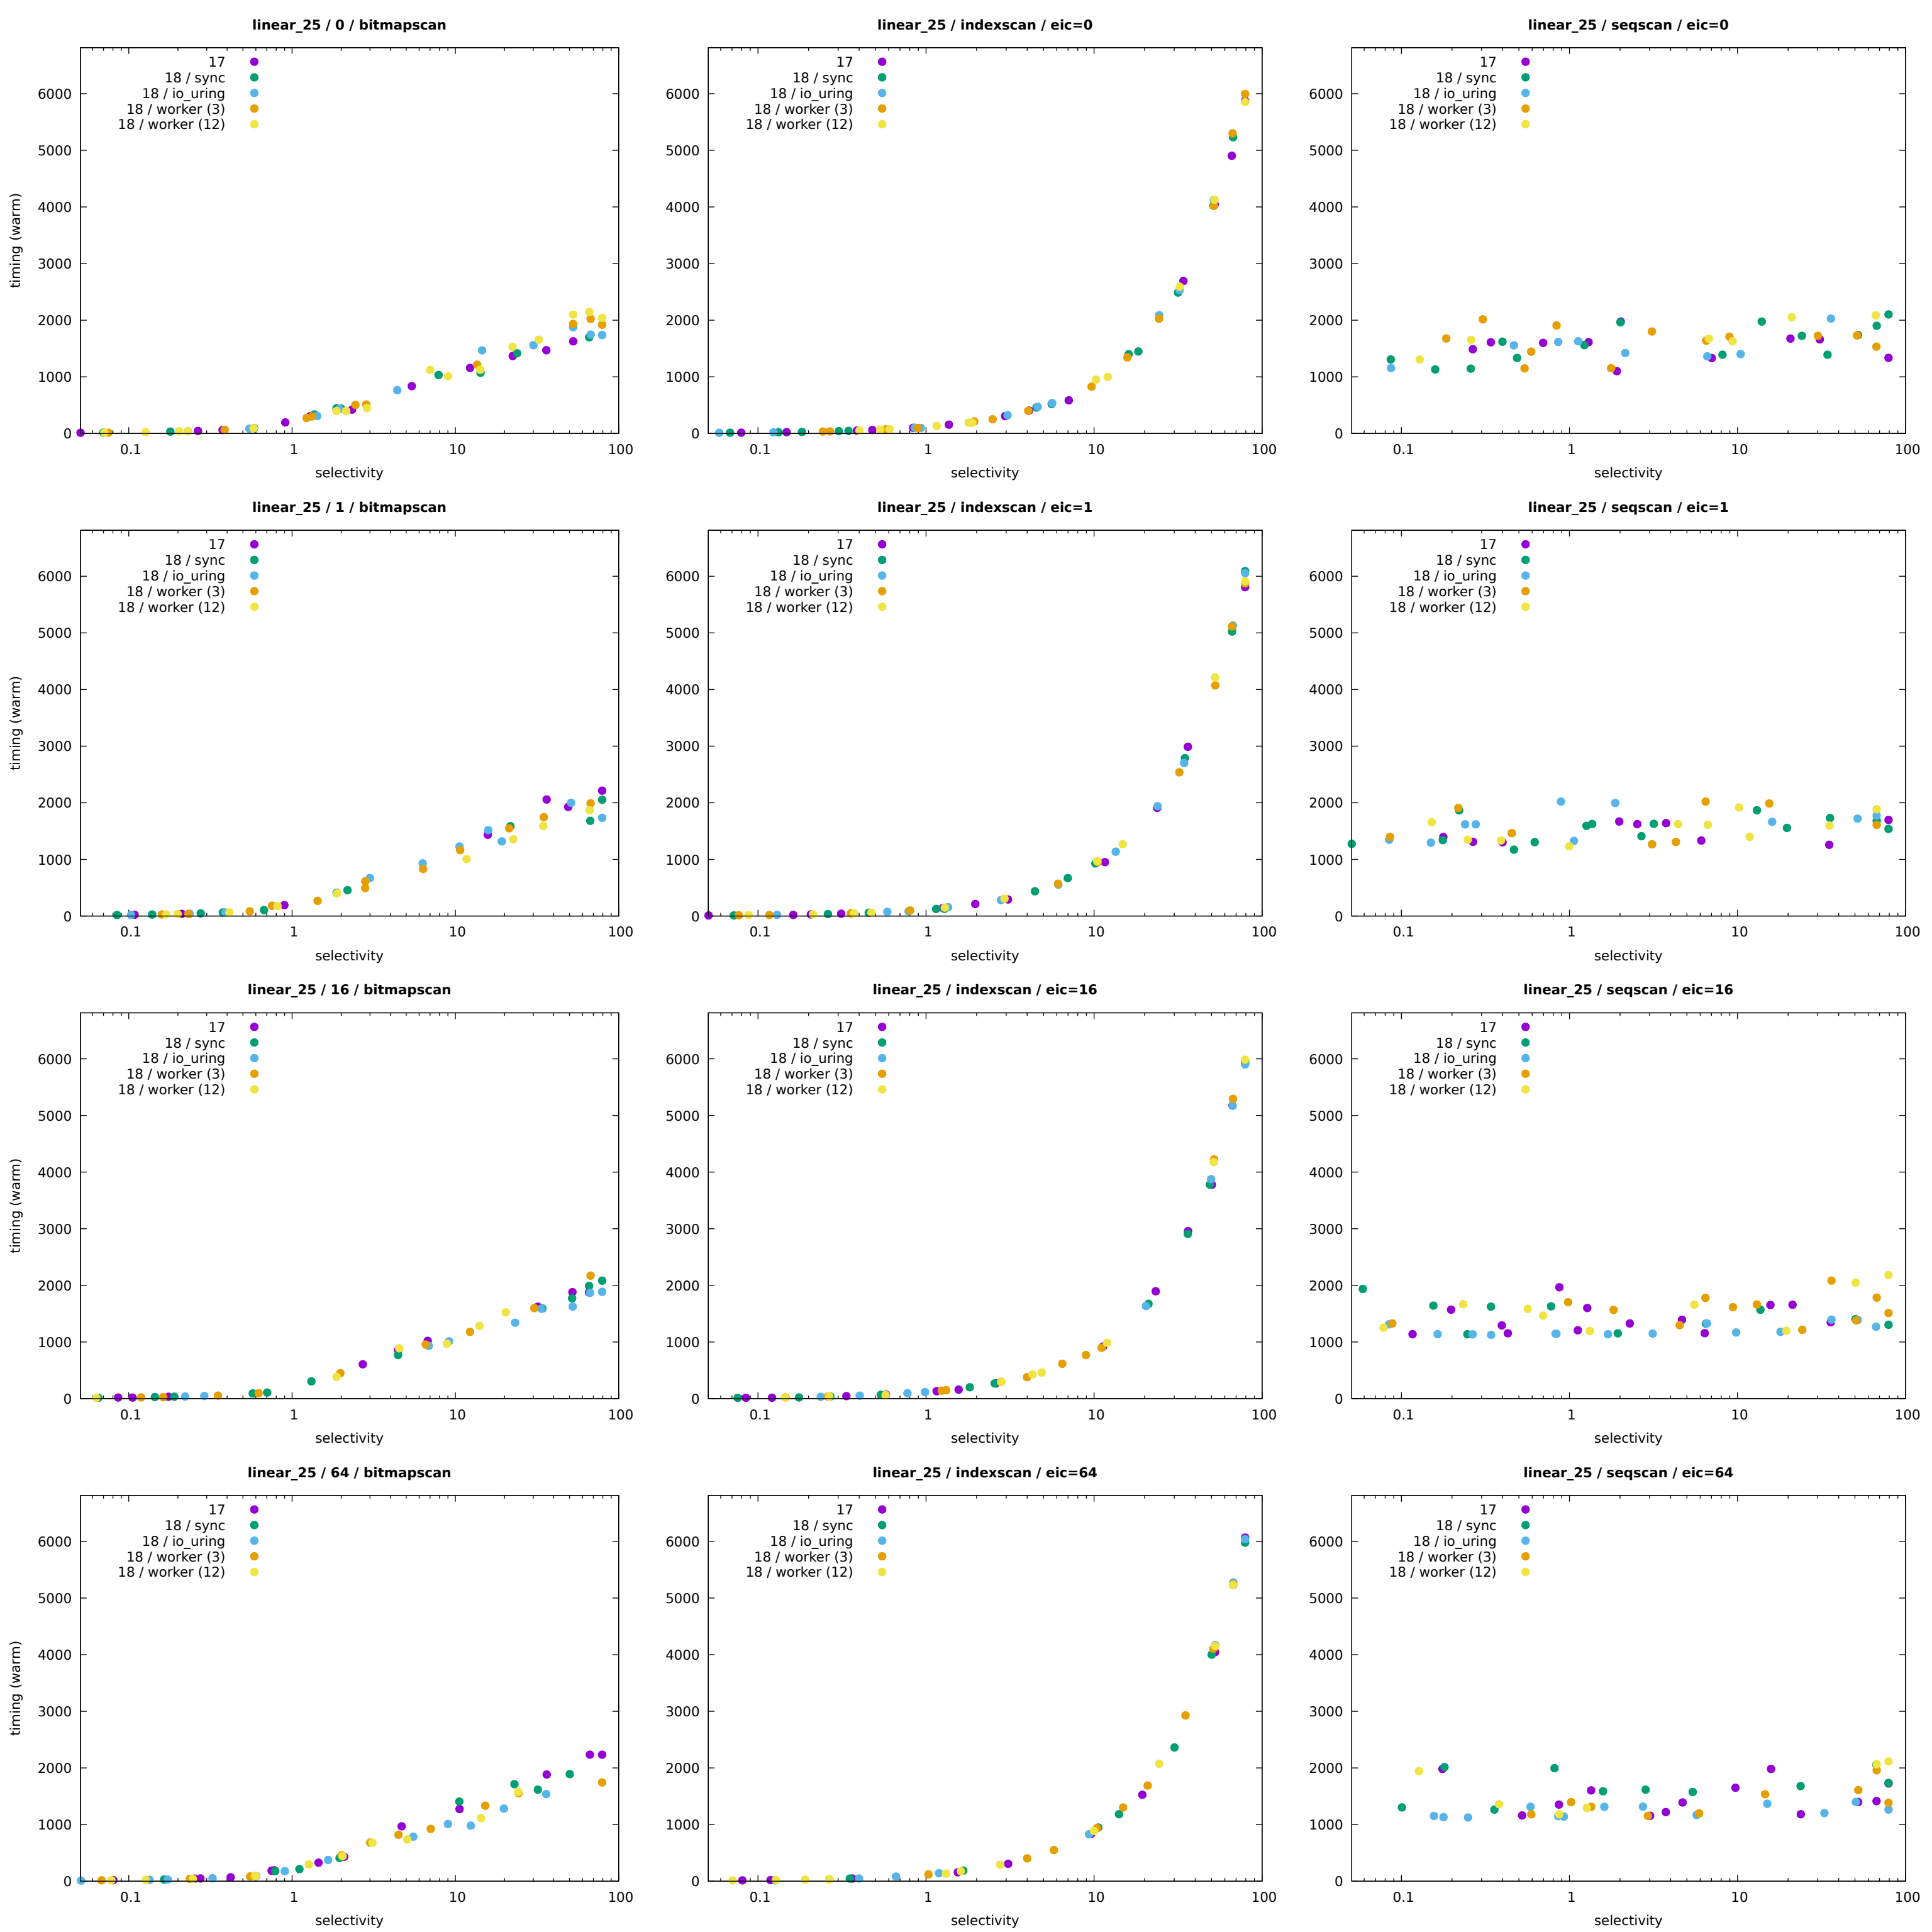 linear_25 / 0 / bitmapscan
17
18 / sync
18 / io_uring
18 / worker (3)
18 / worker (12)
timing (warm)
6000
5000
4000
3000
2000
1000
0
0.1 1 10 100
selectivity
linear_25 / indexscan / eic=0
17
18 / sync
18 / io_uring
18 / worker (3)
18 / worker (12)
6000
5000
4000
3000
2000
1000
0
0.1 1 10 100
selectivity
linear_25 / seqscan / eic=0
17
18 / sync
18 / io_uring
18 / worker (3)
18 / worker (12)
6000
5000
4000
3000
2000
1000
0
0.1 1 10 100
selectivity
linear_25 / 1 / bitmapscan
17
18 / sync
18 / io_uring
18 / worker (3)
18 / worker (12)
timing (warm)
6000
5000
4000
3000
2000
1000
0
0.1 1 10 100
selectivity
linear_25 / indexscan / eic=1
17
18 / sync
18 / io_uring
18 / worker (3)
18 / worker (12)
6000
5000
4000
3000
2000
1000
0
0.1 1 10 100
selectivity
linear_25 / seqscan / eic=1
17
18 / sync
18 / io_uring
18 / worker (3)
18 / worker (12)
6000
5000
4000
3000
2000
1000
0
0.1 1 10 100
selectivity
linear_25 / 16 / bitmapscan
17
18 / sync
18 / io_uring
18 / worker (3)
18 / worker (12)
timing (warm)
6000
5000
4000
3000
2000
1000
0
0.1 1 10 100
selectivity
linear_25 / indexscan / eic=16
17
18 / sync
18 / io_uring
18 / worker (3)
18 / worker (12)
6000
5000
4000
3000
2000
1000
0
0.1 1 10 100
selectivity
linear_25 / seqscan / eic=16
17
18 / sync
18 / io_uring
18 / worker (3)
18 / worker (12)
6000
5000
4000
3000
2000
1000
0
0.1 1 10 100
selectivity
linear_25 / 64 / bitmapscan
17
18 / sync
18 / io_uring
18 / worker (3)
18 / worker (12)
timing (warm)
6000
5000
4000
3000
2000
1000
0
0.1 1 10 100
selectivity
linear_25 / indexscan / eic=64
17
18 / sync
18 / io_uring
18 / worker (3)
18 / worker (12)
6000
5000
4000
3000
2000
1000
0
0.1 1 10 100
selectivity
linear_25 / seqscan / eic=64
17
18 / sync
18 / io_uring
18 / worker (3)
18 / worker (12)
6000
5000
4000
3000
2000
1000
0
0.1 1 10 100
selectivity